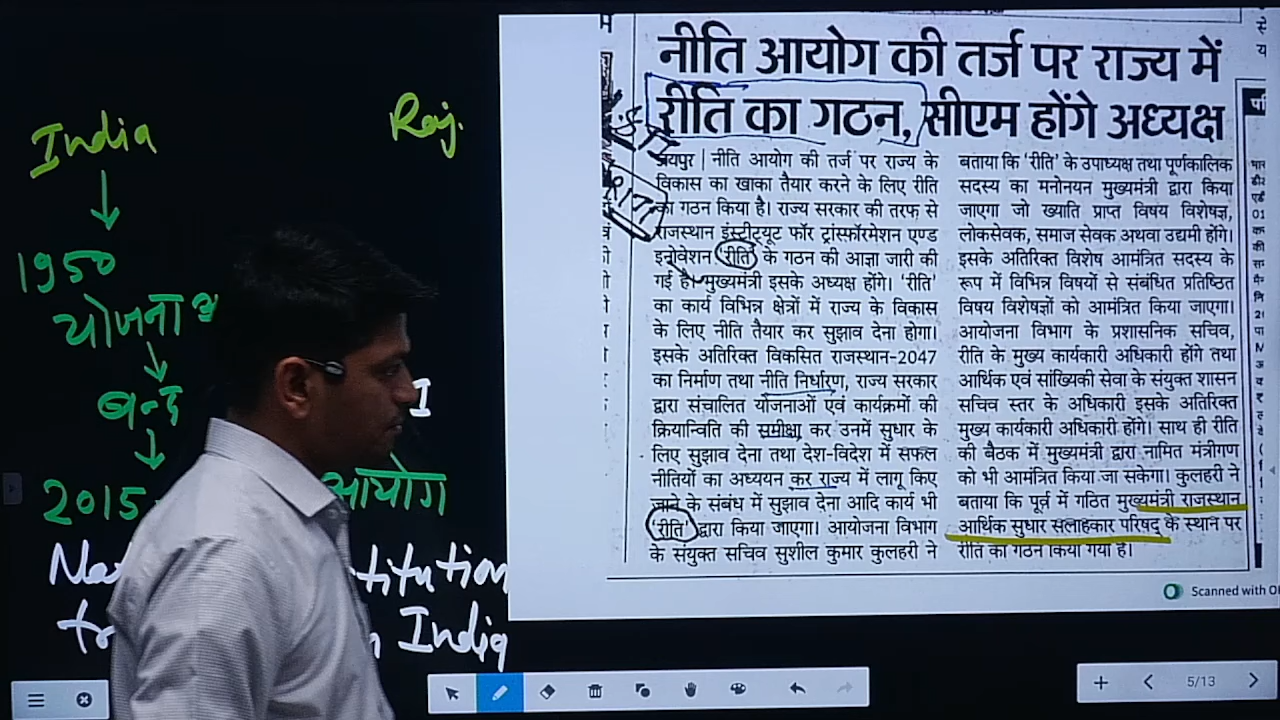 India
Raj.
1950
योजना
बन्द
2015
आयोग
I
Na
titution
India
नीति आयोग की तर्ज पर राज्य में
रीति का गठन, सीएम होंगे अध्यक्ष
जयपुर | नीति आयोग की तर्ज पर राज्य के
विकास का खाका तैयार करने के लिए रीति
का गठन किया है। राज्य सरकार की तरफ से
राजस्थान इंस्टीट्यूट फॉर ट्रांस्फॉरमेशन एण्ड
इनोवेशन 'रीति' के गठन की आज्ञा जारी की
गई है। मुख्यमंत्री इसके अध्यक्ष होंगे। 'रीति'
का कार्य विभिन्न क्षेत्रों में राज्य के विकास
के लिए नीति तैयार कर सुझाव देना होगा।
इसके अतिरिक्त विकसित राजस्थान-2047
का निर्माण तथा नीति निर्धारण, राज्य सरकार
द्वारा संचालित योजनाओं एवं कार्यक्रमों की
क्रियान्विति की समीक्षा कर उनमें सुधार के
लिए सुझाव देना तथा देश-विदेश में सफल
नीतियों का अध्ययन कर राज्य में लागू किए
जाने के संबंध में सुझाव देना आदि कार्य भी
'रीति' द्वारा किया जाएगा। आयोजना विभाग
के संयुक्त सचिव सुशील कुमार कुलहरी ने
बताया कि 'रीति' के उपाध्यक्ष तथा पूर्णकालिक
सदस्य का मनोनयन मुख्यमंत्री द्वारा किया
जाएगा जो ख्याति प्राप्त विषय विशेषज्ञ,
लोकसेवक, समाज सेवक अथवा उद्यमी होंगे।
इसके अतिरिक्त विशेष आमंत्रित सदस्य के
रूप में विभिन्न विषयों से संबंधित प्रतिष्ठित
विषय विशेषज्ञों को आमंत्रित किया जाएगा।
आयोजना विभाग के प्रशासनिक सचिव,
रीति के मुख्य कार्यकारी अधिकारी होंगे तथा
आर्थिक एवं सांख्यिकी सेवा के संयुक्त शासन
सचिव स्तर के अधिकारी इसके अतिरिक्त
मुख्य कार्यकारी अधिकारी होंगे। साथ ही रीति
की बैठक में मुख्यमंत्री द्वारा नामित मंत्रीगण
को भी आमंत्रित किया जा सकेगा। कुलहरी ने
बताया कि पूर्व में गठित मुख्यमंत्री राजस्थान
आर्थिक सुधार सलाहकार परिषद् के स्थान पर
रीति का गठन किया गया है।
Scanned with
5/13